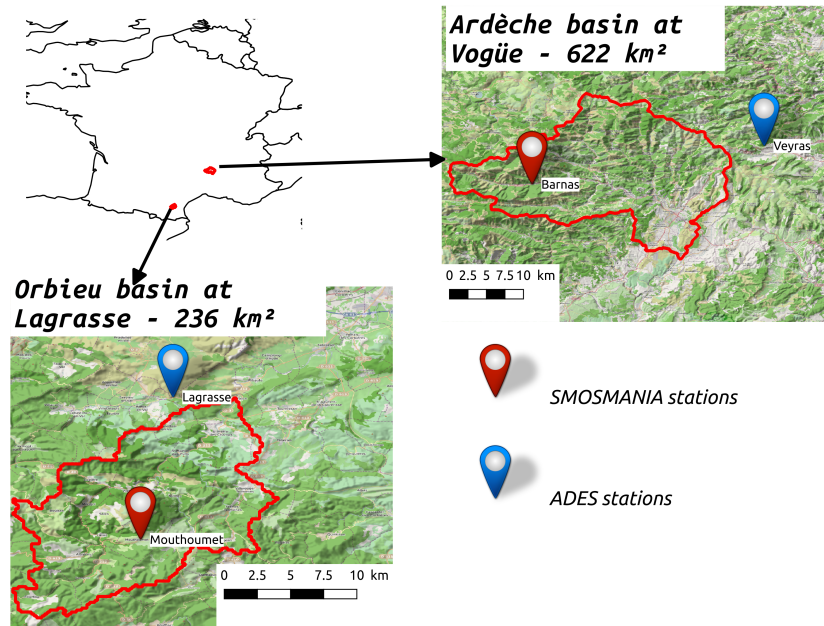 Ardèche basin at
Vogüe - 622 km²
Veyras
Barnas
0 2.5 5 7.5 10 km
Orbieu basin at
Lagrasse - 236 km²
Lagrasse
Mouthoumet
0 2.5 5 7.5 10 km
SMOSMANIA stations
ADES stations